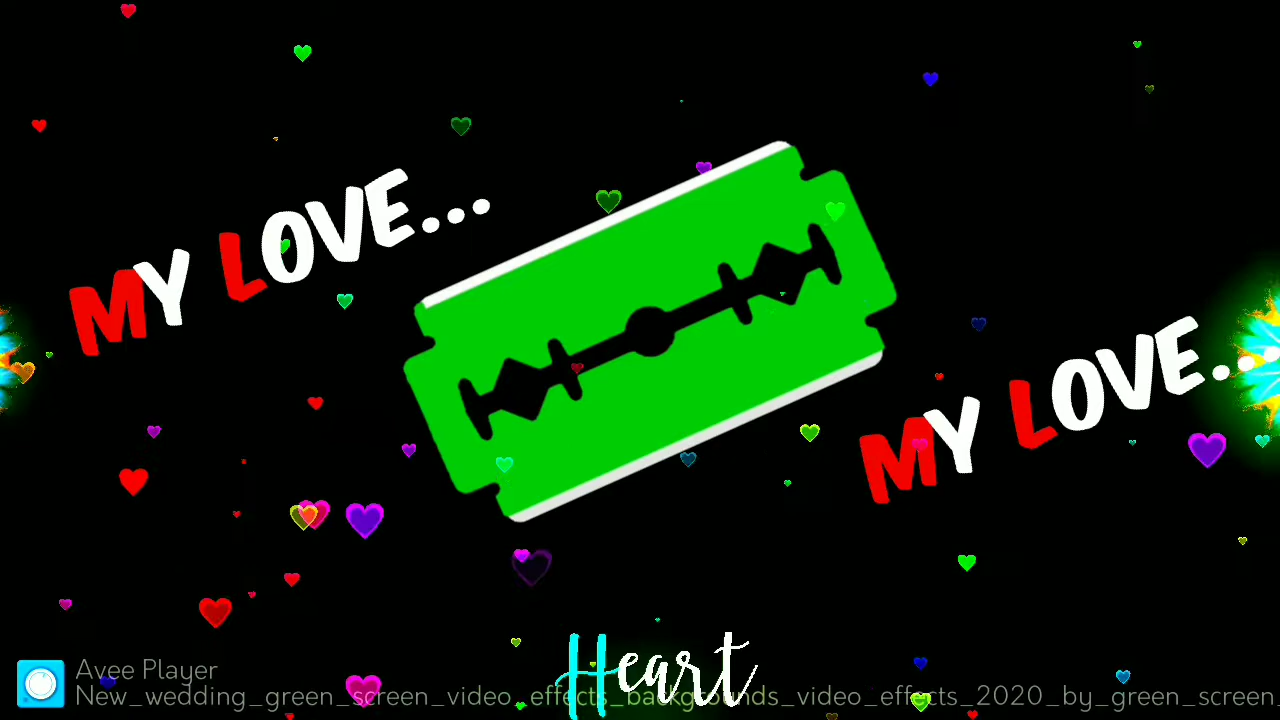 MY LOVE...
MY LOVE..
Heart
Avee Player
New_wedding_green_screen_video_effects_backgrounds_video_effects_2020_by_green_screen